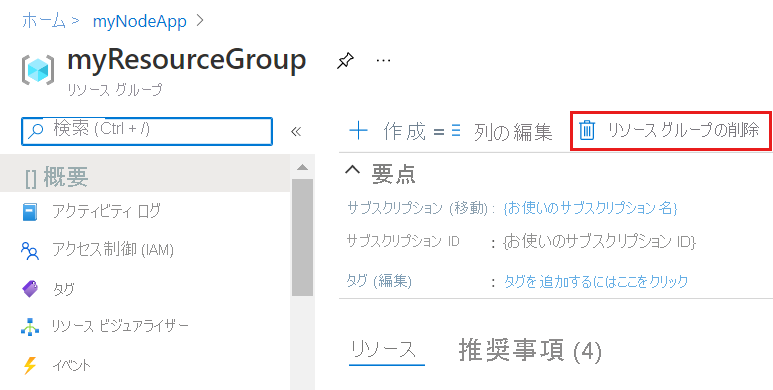 ホーム > myNodeApp >
myResourceGroup ...
リソース グループ
検索 (Ctrl + /) «
+ 作成 列の編集 リソース グループの削除
概要
要点
アクティビティ ログ
サブスクリプション (移動) : {お使いのサブスクリプション名}
アクセス制御 (IAM)
サブスクリプション ID : {お使いのサブスクリプション ID}
タグ
タグ (編集) : タグを追加するにはここをクリック
リソース ビジュアライザー
イベント
リソース 推奨事項 (4)